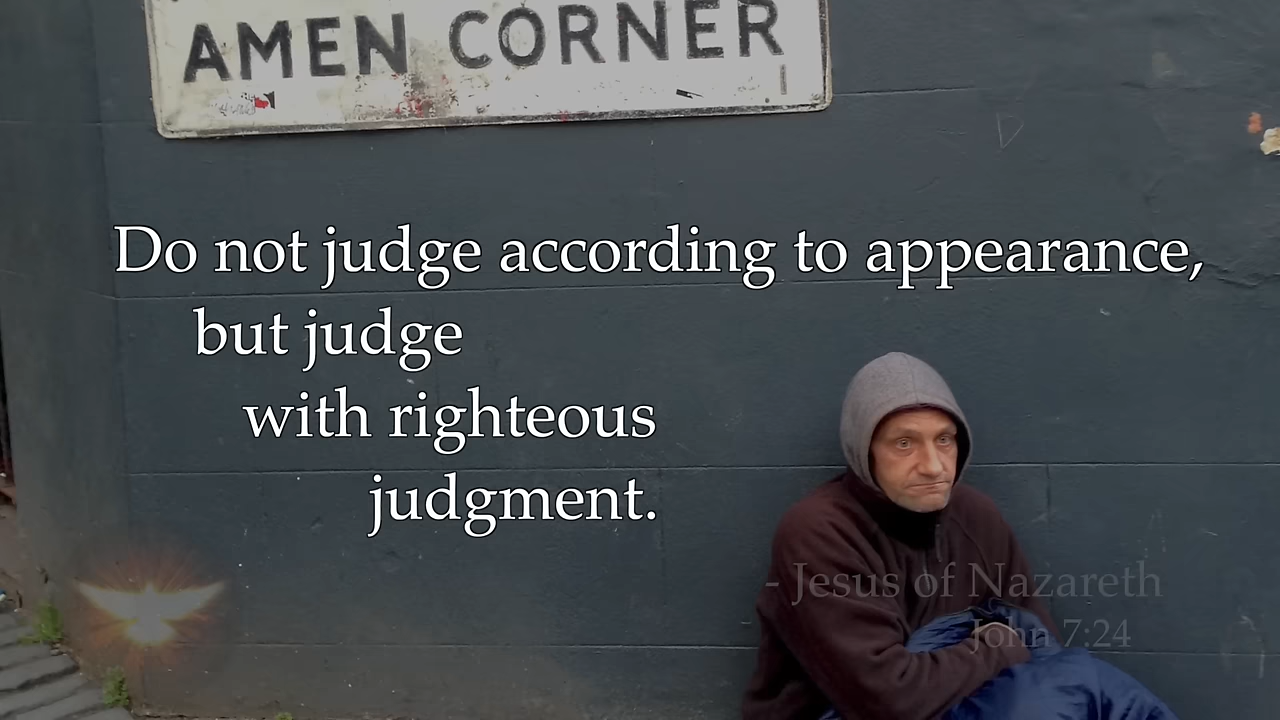 AMEN CORNER
Do not judge according to appearance,
but judge
with righteous
judgment.
- Jesus of Nazareth
John 7:24